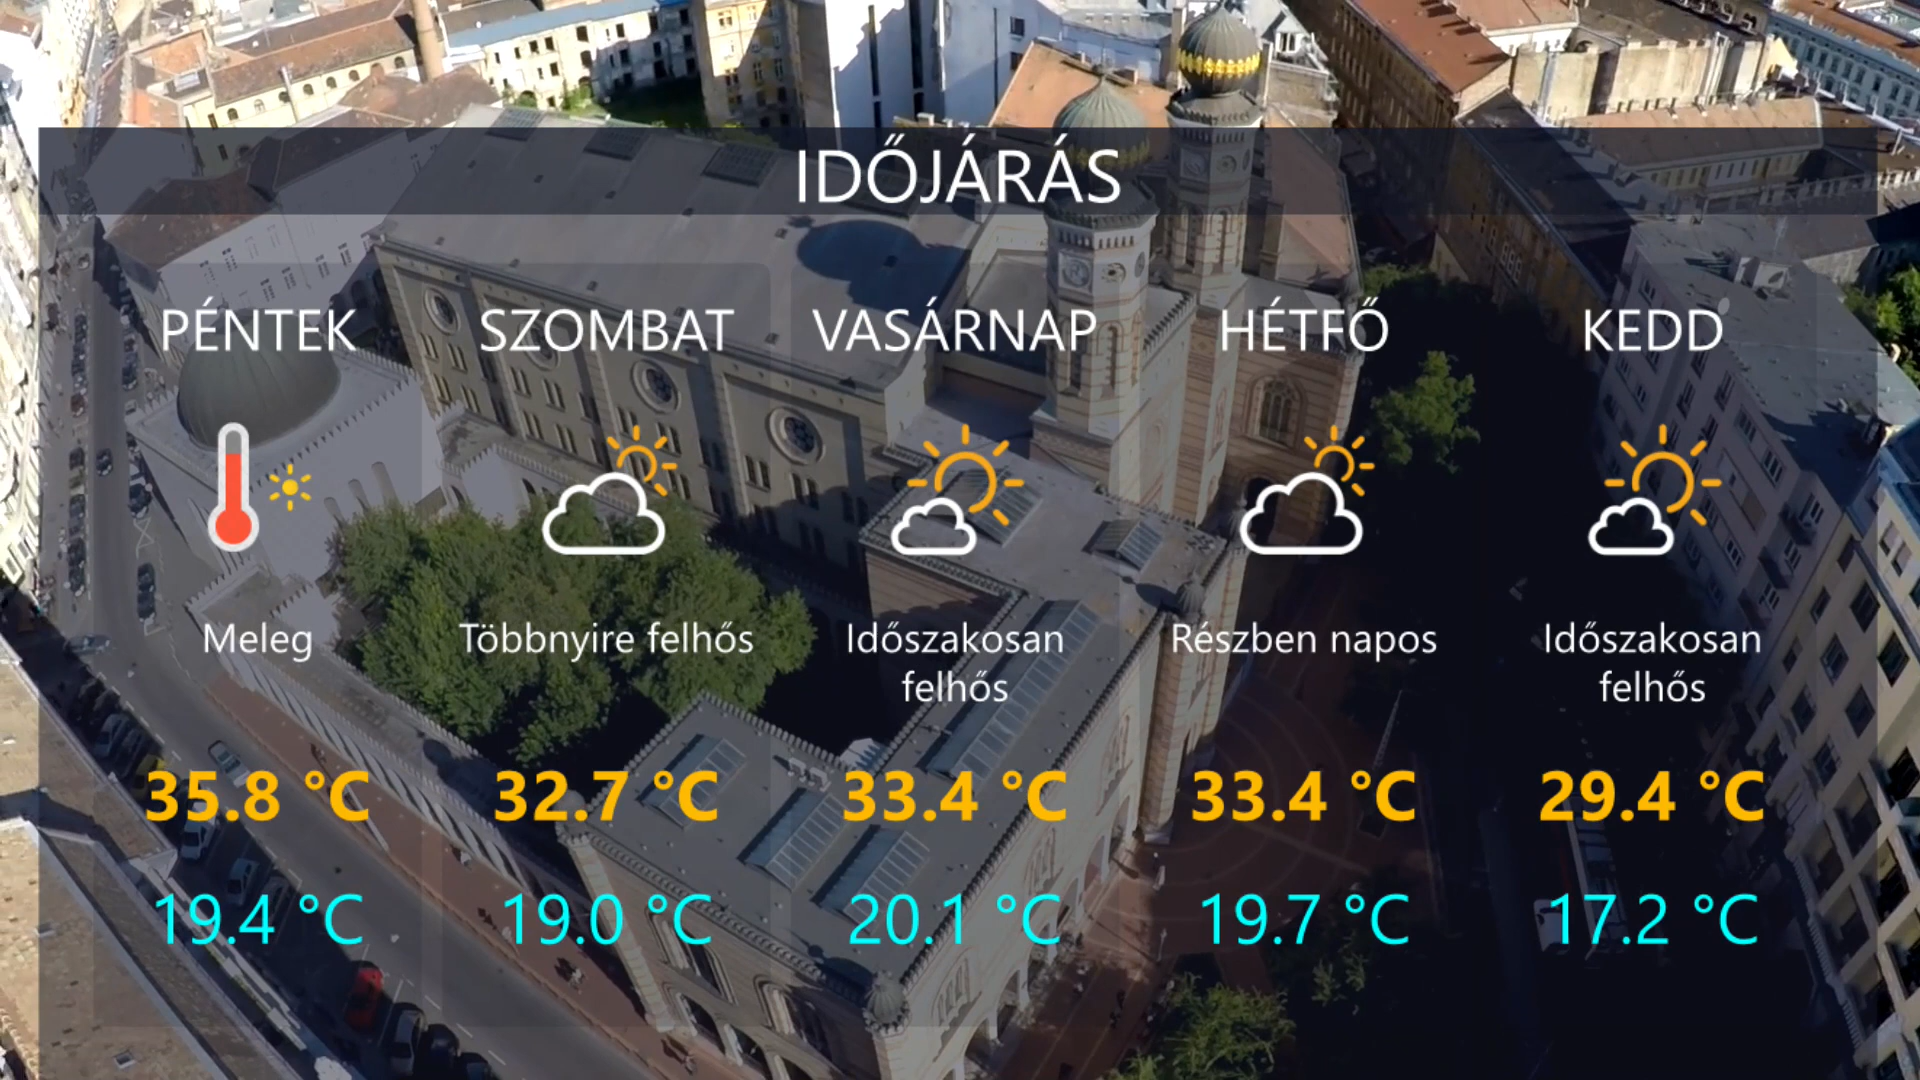 IDŐJÁRÁS
PÉNTEK
SZOMBAT
VASÁRNAP
HÉTFŐ
KEDD
Meleg
Többnyire felhős
Időszakosan
felhős
Részben napos
Időszakosan
felhős
35.8 °C
32.7 °C
33.4 °C
33.4 °C
29.4 °C
19.4 °C
19.0 °C
20.1 °C
19.7 °C
17.2 °C